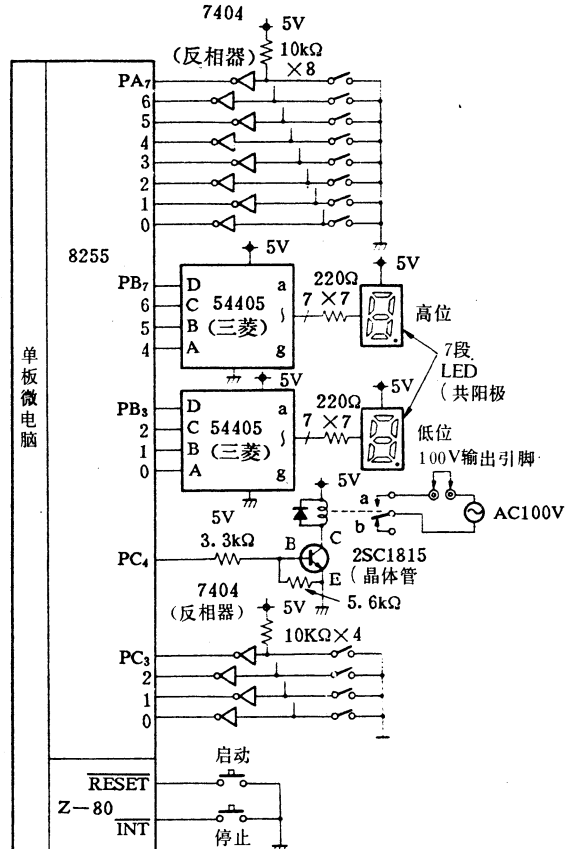 7404
5V
(反相器)
10kΩ
×8
PA₇
6
5
4
3
2
1
0
8255
5V
5V
PB₇
D
a
6
C
54405
220Ω
7 ×7
高位
5
B
(三菱)
4
A
g
7段
LED
(共阳极
单板微电脑
5V
5V
PB₃
D
a
2
C
54405
220Ω
7 ×7
低位
1
B
(三菱)
0
A
g
100V输出引脚
5V
a
b
AC100V
5V
3.3kΩ
B
C
2SC1815
(晶体管
PC₄
E
5.6kΩ
7404
(反相器)
5V
10KΩ×4
PC₃
2
1
0
启动
RESET
Z—80
INT
停止